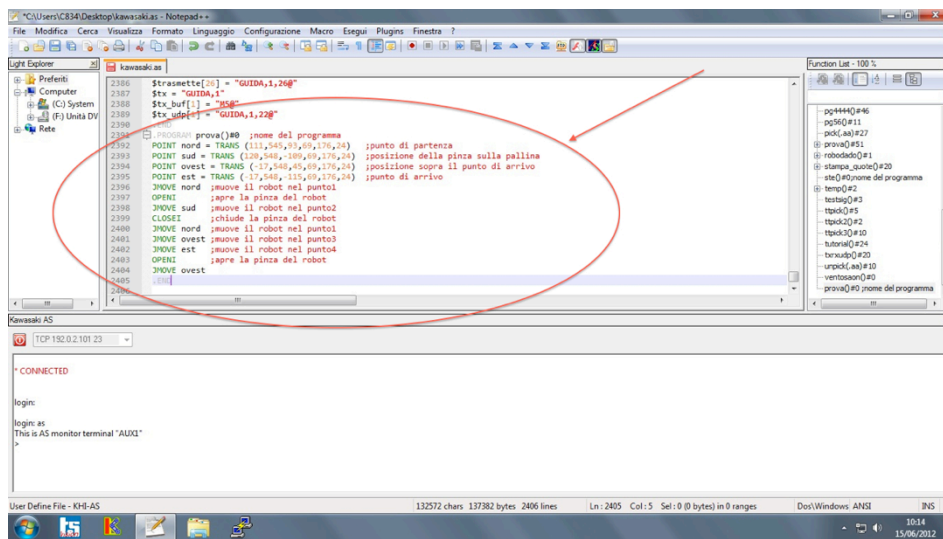 *C:\Users\C834\Desktop\kawasaki.as - Notepad++
File Modifica Cerca Visualizza Formato Linguaggio Configurazione Macro Esegui Plugins Finestra ?
Light Explorer
kawasaki.as
Function List - 100 %
Preferiti
Computer
(C:) System
(F:) Unità DV
Rete
2386 $trasmette[26] = "GUIDA,1,26@"
2387 $tx = "GUIDA,1"
2388 $tx_buf[1] = "M5@"
2389 $tx_udp[ ] = "GUIDA,1,22@"
2390 .END
2391 .PROGRAM prova()#0 ;nome del programma
2392 POINT nord = TRANS (111,545,93,69,176,24) ;punto di partenza
2393 POINT sud = TRANS (128,548,-109,69,176,24) ;posizione della pinza sulla pallina
2394 POINT ovest = TRANS (-17,548,45,69,176,24) ;posizione sopra il punto di arrivo
2395 POINT est = TRANS (-17,548,-115,69,176,24) ;punto di arrivo
2396 JMOVE nord ;muove il robot nel punto1
2397 OPENI ;apre la pinza del robot
2398 JMOVE sud ;muove il robot nel punto2
2399 CLOSEI ;chiude la pinza del robot
2400 JMOVE nord ;muove il robot nel punto1
2401 JMOVE ovest ;muove il robot nel punto3
2402 JMOVE est ;muove il robot nel punto4
2403 OPENI ;apre la pinza del robot
2404 JMOVE ovest
2405 .END
2406
pg4444()#46
pg56()#11
pick(.aa)#27
prova()#51
robodado()#1
stampa_quote()#20
ste()#0;nome del programma
temp()#2
testsig()#3
ttpick()#5
ttpick2()#2
ttpick3()#10
tutorial()#24
txrxudp()#20
unpick(.aa)#10
ventosaon()#0
prova()#0 ;nome del programma
Kawasaki AS
TCP 192.0.2.101 23
* CONNECTED
login:
login: as
This is AS monitor terminal "AUX1"
>
User Define File - KHI-AS
132572 chars 137382 bytes 2406 lines
Ln : 2405 Col : 5 Sel : 0 (0 bytes) in 0 ranges
Dos\Windows ANSI INS
10:14
15/06/2012